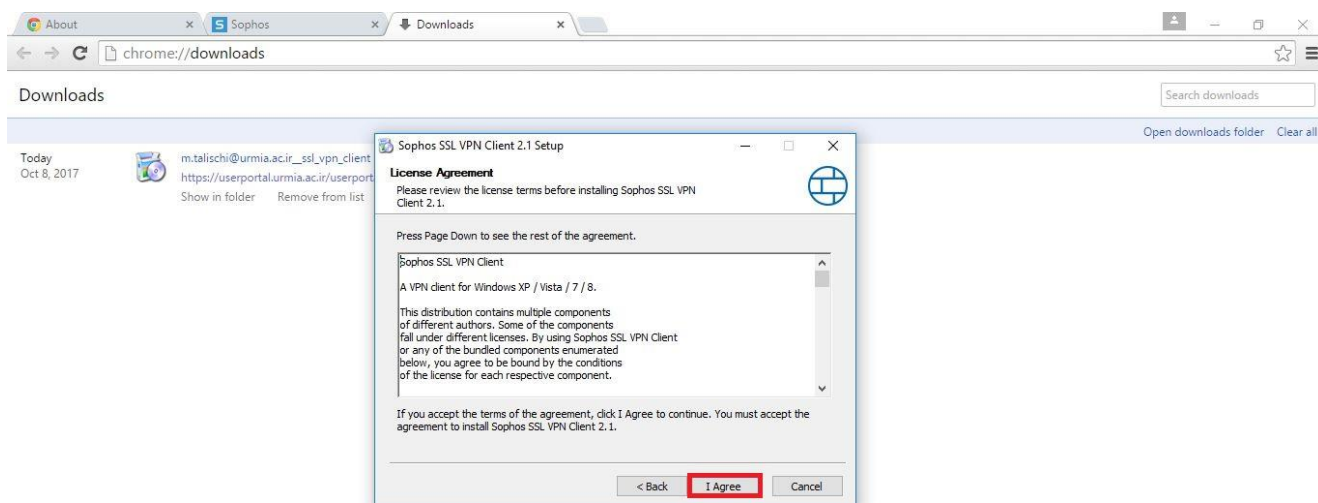 About
Sophos
Downloads
chrome://downloads
Downloads
Search downloads
Open downloads folder Clear all
Today
Oct 8, 2017
m.talischi@urmia.ac.ir__ssl_vpn_client
https://userportal.urmia.ac.ir/userport
Show in folder Remove from list
Sophos SSL VPN Client 2.1 Setup
License Agreement
Please review the license terms before installing Sophos SSL VPN
Client 2.1.
Press Page Down to see the rest of the agreement.
Sophos SSL VPN Client
A VPN client for Windows XP / Vista / 7 / 8.
This distribution contains multiple components
of different authors. Some of the components
fall under different licenses. By using Sophos SSL VPN Client
or any of the bundled components enumerated
below, you agree to be bound by the conditions
of the license for each respective component.
If you accept the terms of the agreement, click I Agree to continue. You must accept the
agreement to install Sophos SSL VPN Client 2.1.
< Back I Agree Cancel